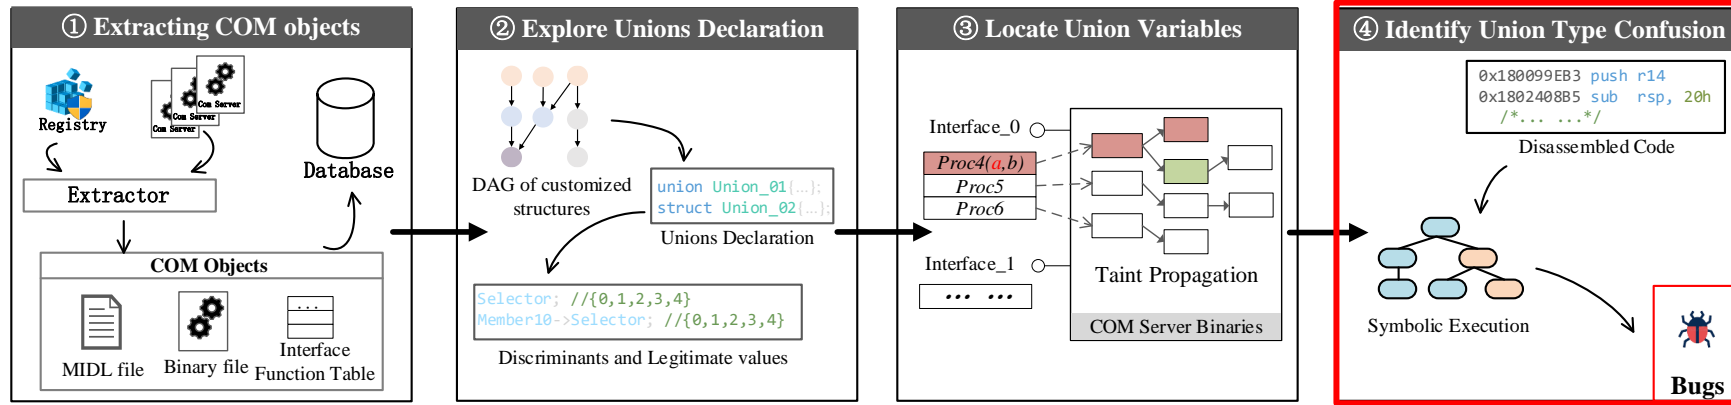 ① Extracting COM objects
Registry
Com Server
Com Server
Com Server
Database
Extractor
COM Objects
MIDL file
Binary file
Interface
Function Table
② Explore Unions Declaration
DAG of customized
structures
union Union_01{…};
struct Union_02{…};
Unions Declaration
Selector; //{0,1,2,3,4}
Member10->Selector; //{0,1,2,3,4}
Discriminants and Legitimate values
③ Locate Union Variables
Interface_0
Proc4(a,b)
Proc5
Proc6
Interface_1
... ...
Taint Propagation
COM Server Binaries
④ Identify Union Type Confusion
0x180099EB3 push r14
0x1802408B5 sub rsp, 20h
/*... ...*/
Disassembled Code
Symbolic Execution
Bugs